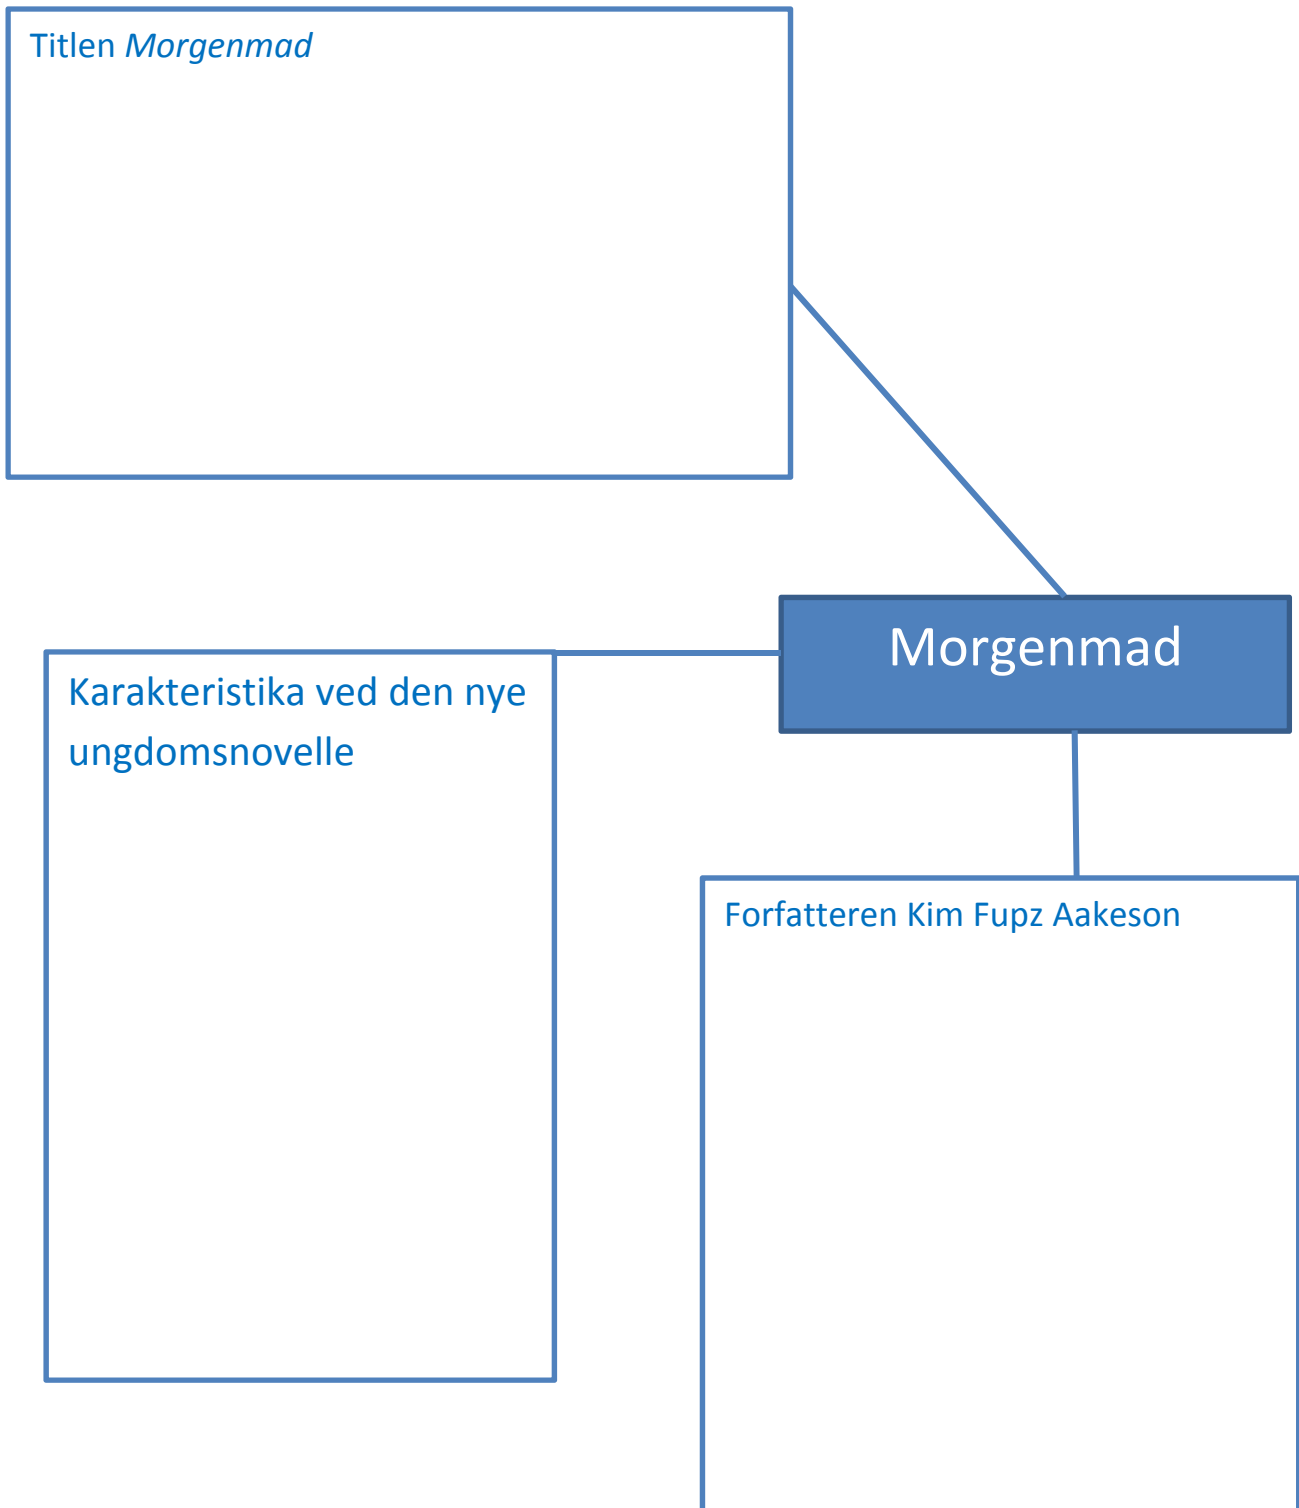 Titlen Morgenmad
Morgenmad
Karakteristika ved den nye
ungdomsnovelle
Forfatteren Kim Fupz Aakeson